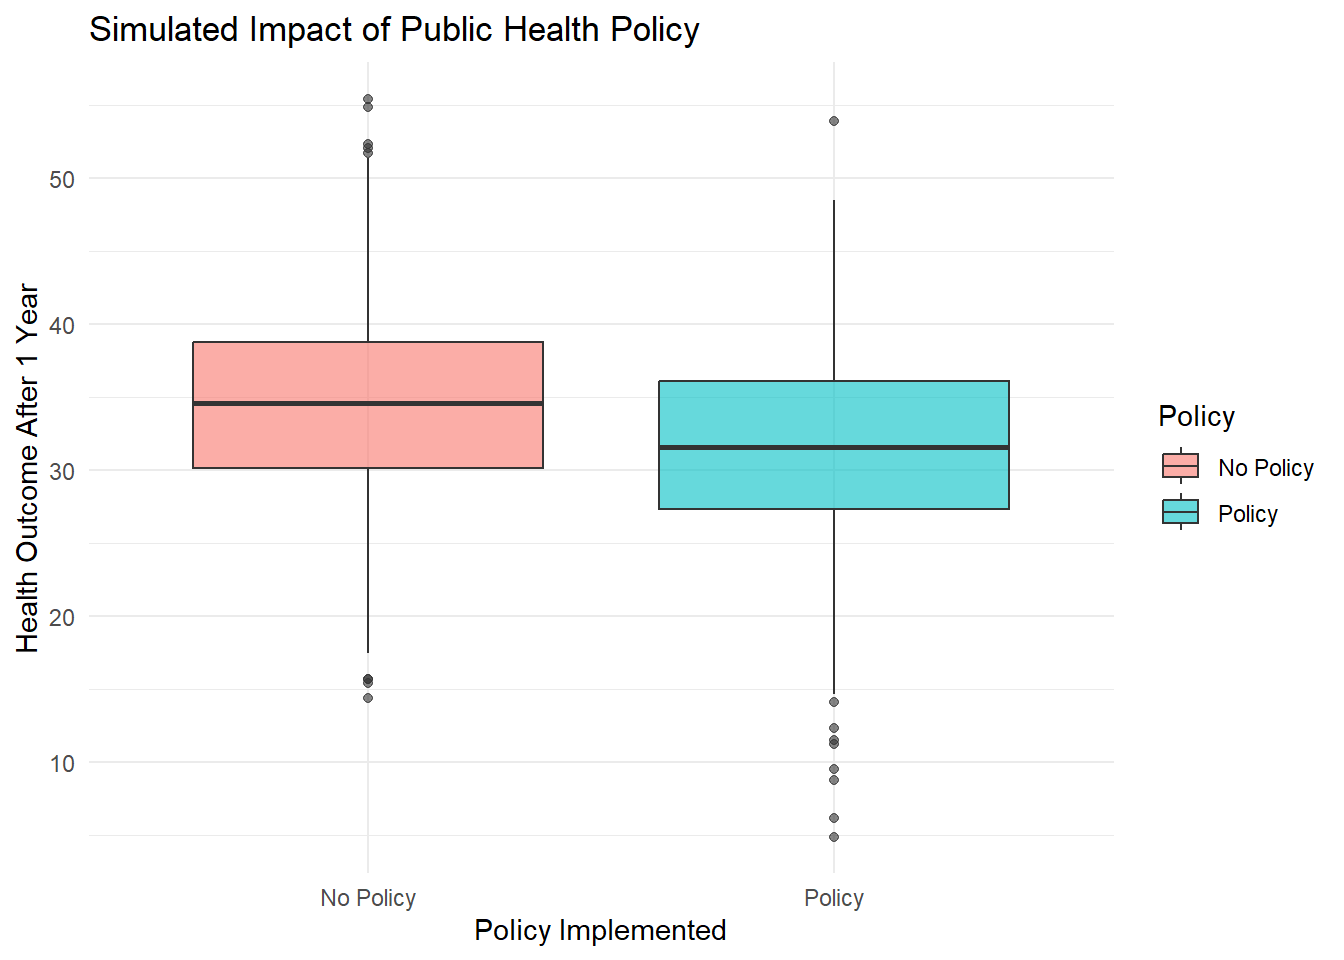 Simulated Impact of Public Health Policy
Health Outcome After 1 Year
50
40
30
20
10
No Policy
Policy
Policy Implemented
Policy
No Policy
Policy